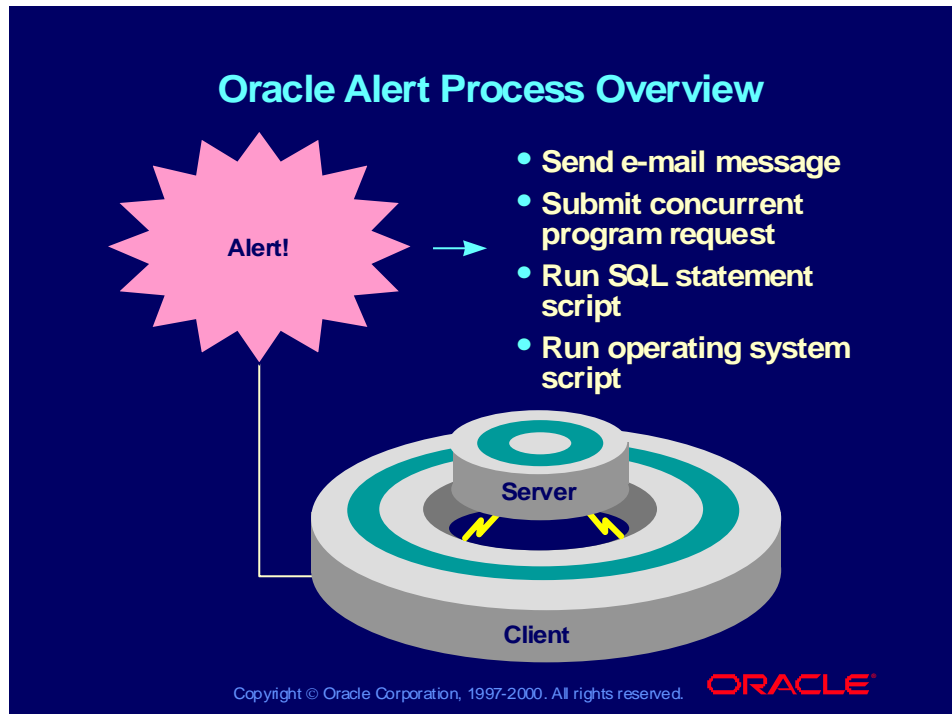 Oracle Alert Process Overview
Alert!
• Send e-mail message
• Submit concurrent
program request
• Run SQL statement
script
• Run operating system
script
Server
Client
Copyright © Oracle Corporation, 1997-2000. All rights reserved.
ORACLE®